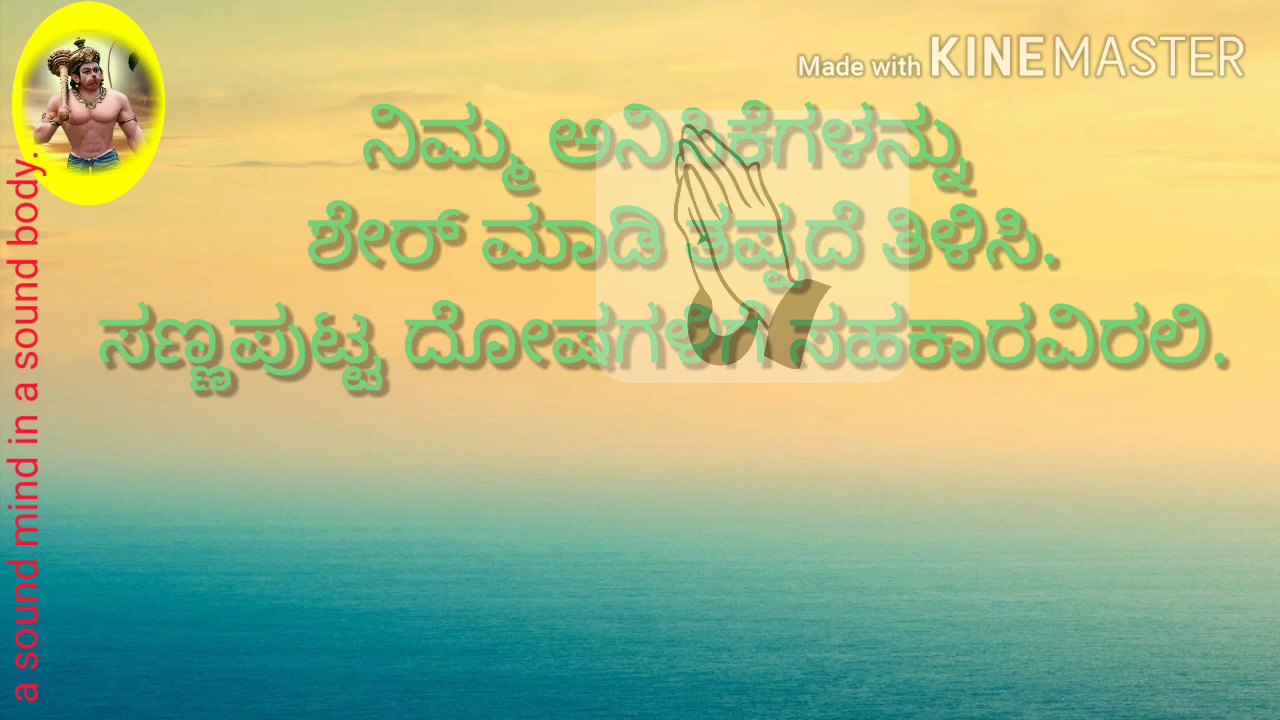 Made with KINEMASTER
ನಿಮ್ಮ ಅನಿಸಿಕೆಗಳನ್ನು
ಶೇರ್ ಮಾಡಿ ತಪ್ಪದೆ ತಿಳಿಸಿ.
ಸಣ್ಣಪುಟ್ಟ ದೋಷಗಳಿಗೆ ಸಹಕಾರವಿರಲಿ.
a sound mind in a sound body.